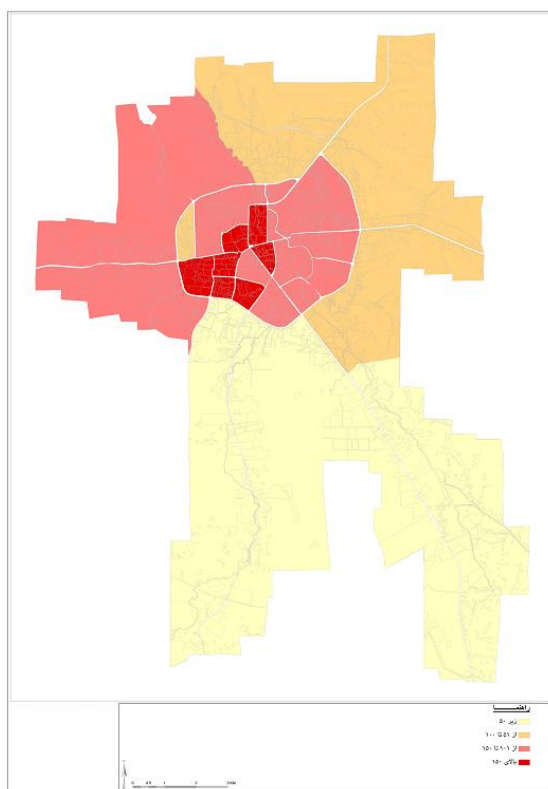 راهنما
زیر ۵۰
از ۵۱ تا ۱۰۰
از ۱۰۱ تا ۱۵۰
بالای ۱۵۰